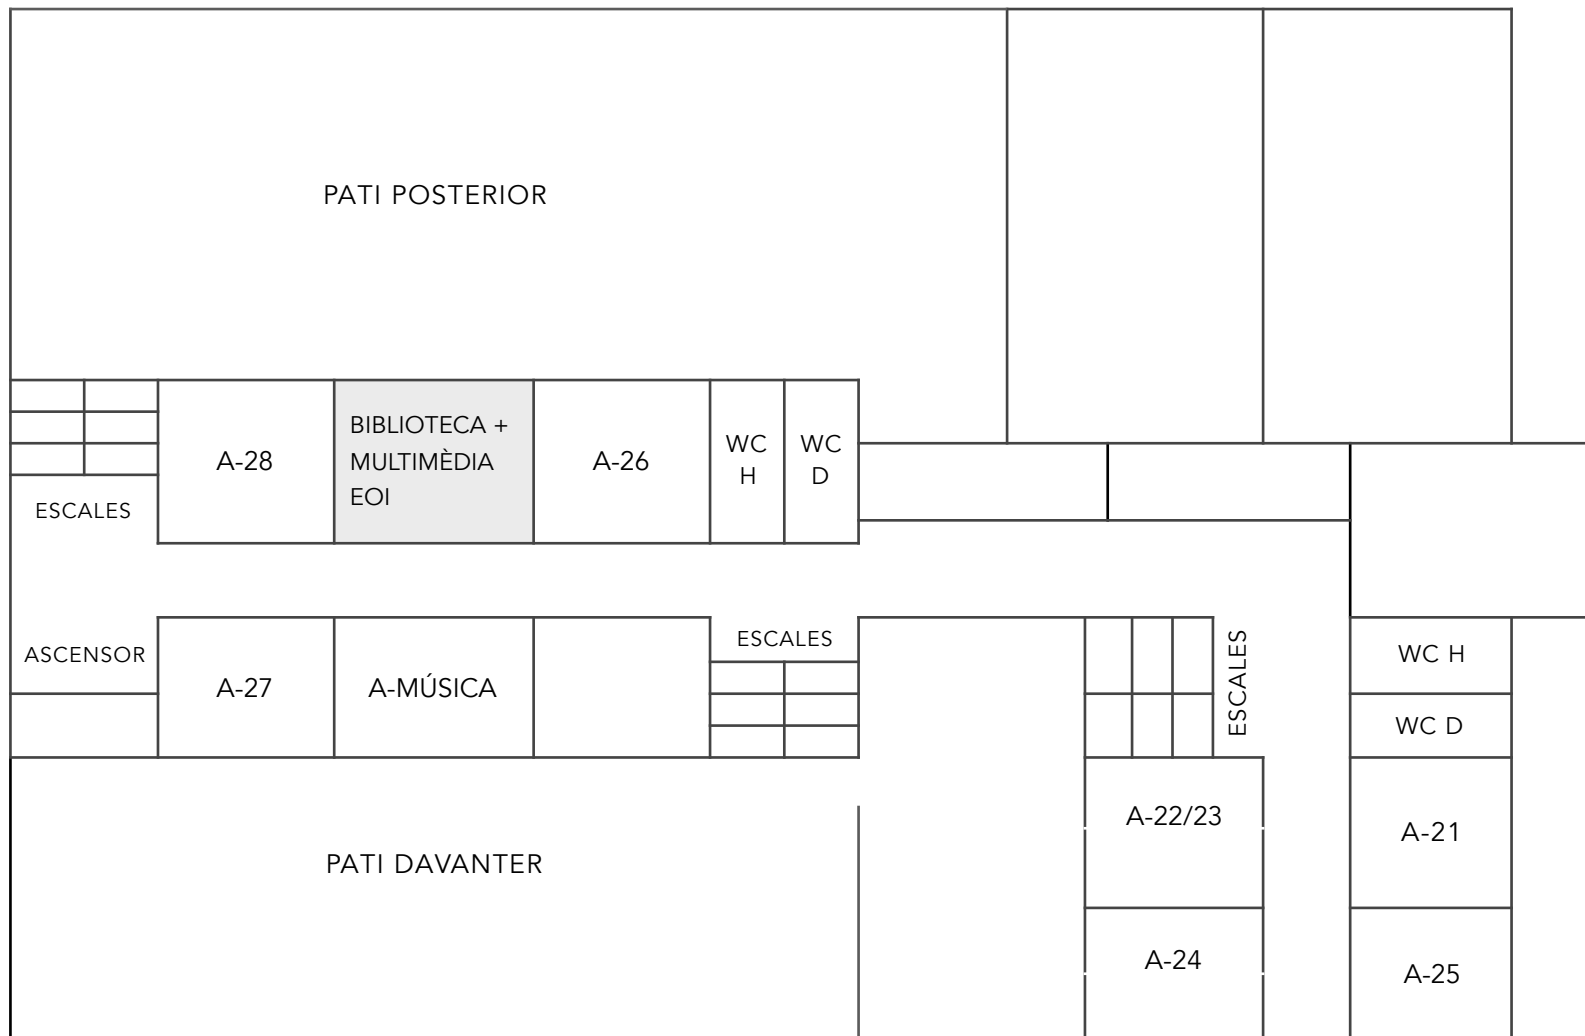 PATI POSTERIOR
BIBLIOTECA +
MULTIMÈDIA
EOI
A-28
A-26
WC
H
WC
D
ESCALES
ASCENSOR
A-27
A-MÚSICA
ESCALES
ESCALES
WC H
WC D
A-22/23
A-21
PATI DAVANTER
A-24
A-25